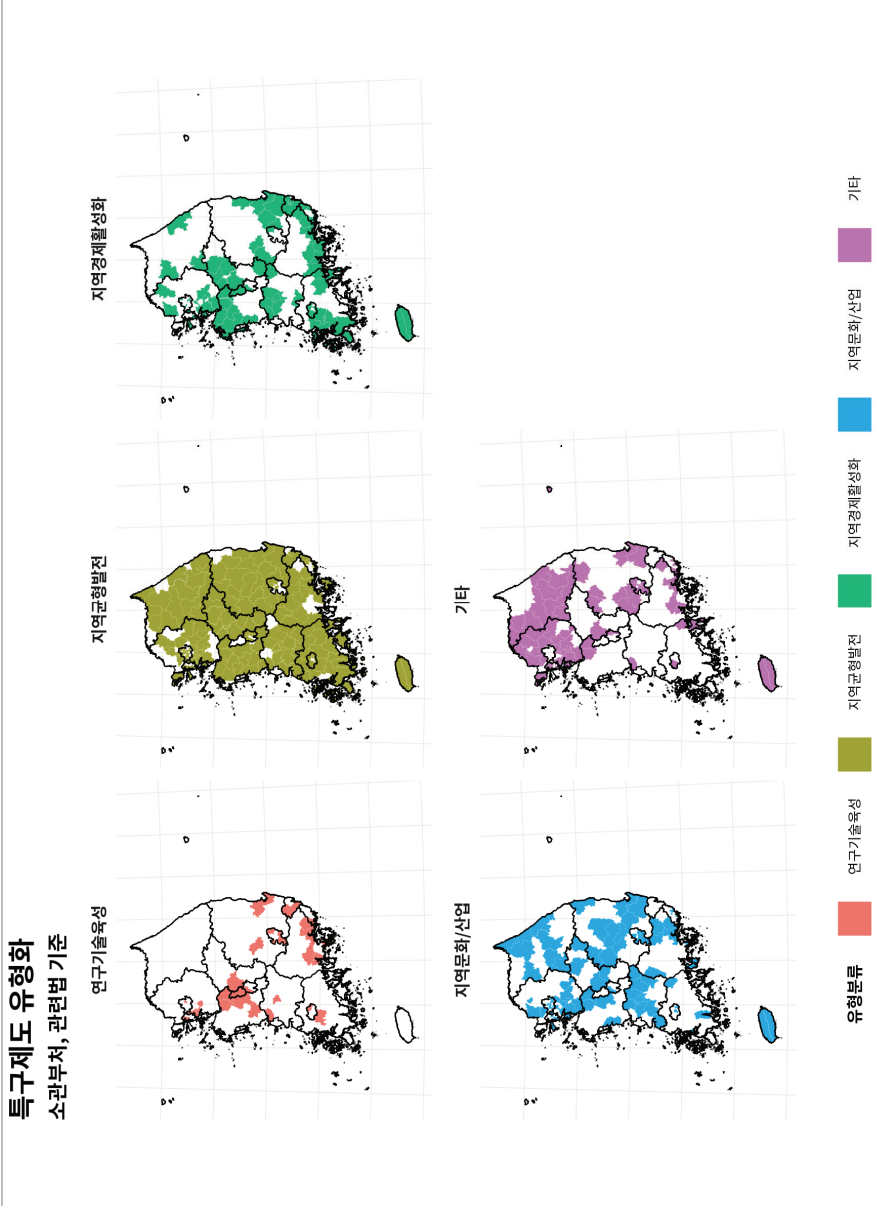 특구제도 유형화
소관부처, 관련법 기준
연구기술육성
지역균형발전
지역경제활성화
지역문화/산업
기타
유형분류
연구기술육성
지역균형발전
지역경제활성화
지역문화/산업
기타